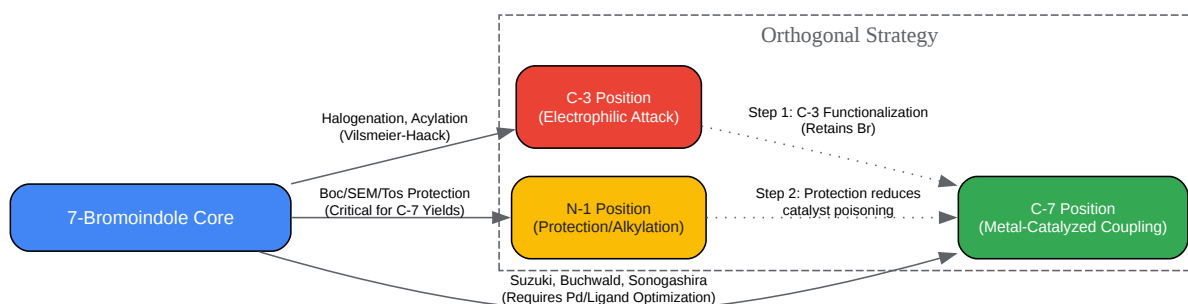 Orthogonal Strategy
C-3 Position
(Electrophilic Attack)
Halogenation, Acylation
(Vilsmeier-Haack)
Step 1: C-3 Functionalization
(Retains Br)
7-Bromoindole Core
Boc/SEM/Tos Protection
(Critical for C-7 Yields)
N-1 Position
(Protection/Alkylation)
Step 2: Protection reduces
catalyst poisoning
C-7 Position
(Metal-Catalyzed Coupling)
Suzuki, Buchwald, Sonogashira
(Requires Pd/Ligand Optimization)